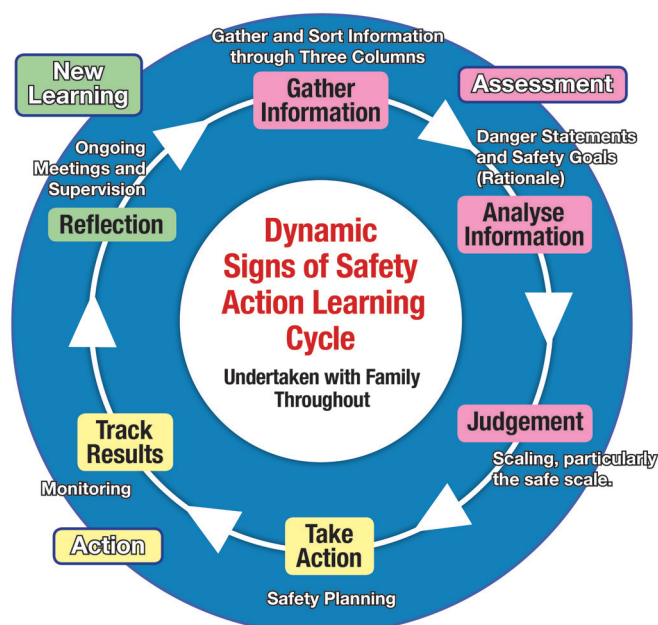 Gather and Sort Information
through Three Columns
New
Learning
Gather
Information
Assessment
Ongoing
Meetings and
Supervision
Danger Statements
and Safety Goals
(Rationale)
Reflection
Analyse
Information
Dynamic
Signs of Safety
Action Learning
Cycle
Undertaken with Family
Throughout
Track
Results
Judgement
Monitoring
Scaling, particularly
the safe scale.
Action
Take
Action
Safety Planning